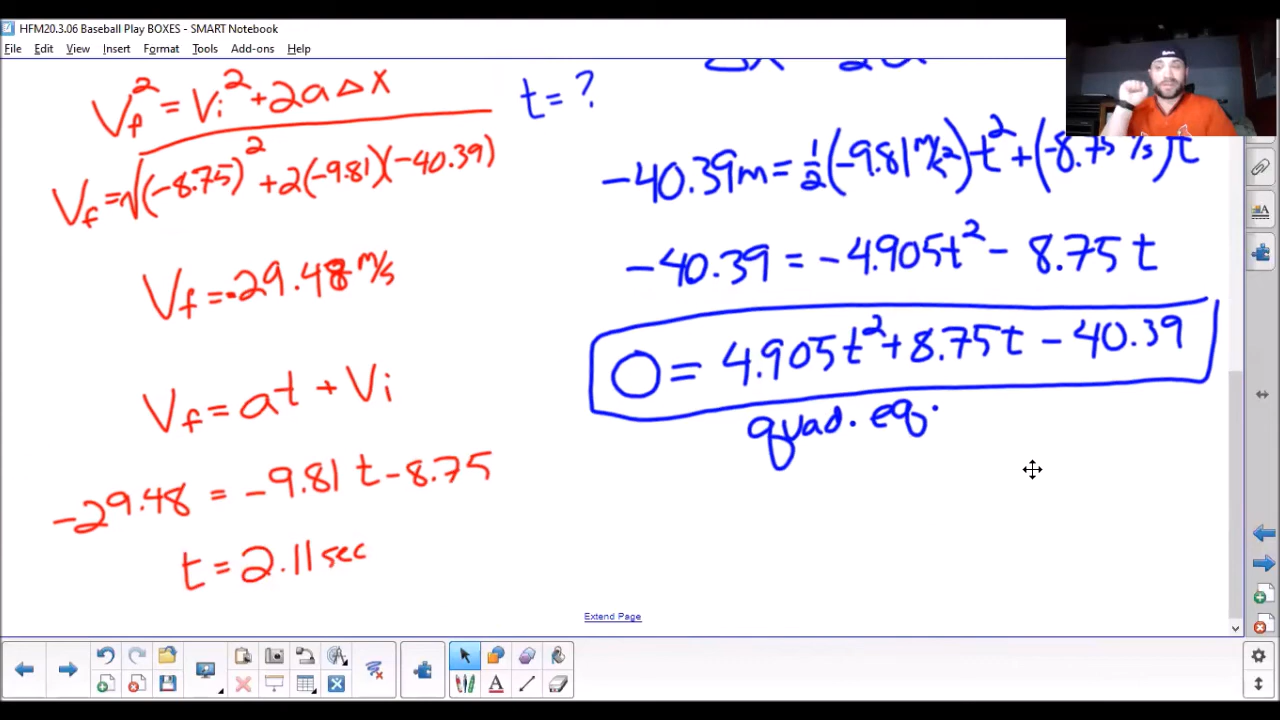 HFM20.3.06 Baseball Play BOXES - SMART Notebook
File Edit View Insert Format Tools Add-ons Help
Vf² = Vi² + 2aΔX
Vf = √(-8.75)² + 2(-9.81)(-40.39)
Vf = -29.48 m/s
Vf = at + Vi
-29.48 = -9.81t - 8.75
t = 2.11 sec
t = ?
-40.39m = ½(-9.81 m/s²)t² + (-8.75 m/s)t
-40.39 = -4.905t² - 8.75t
0 = 4.905t² + 8.75t - 40.39
quad. eq.
Extend Page